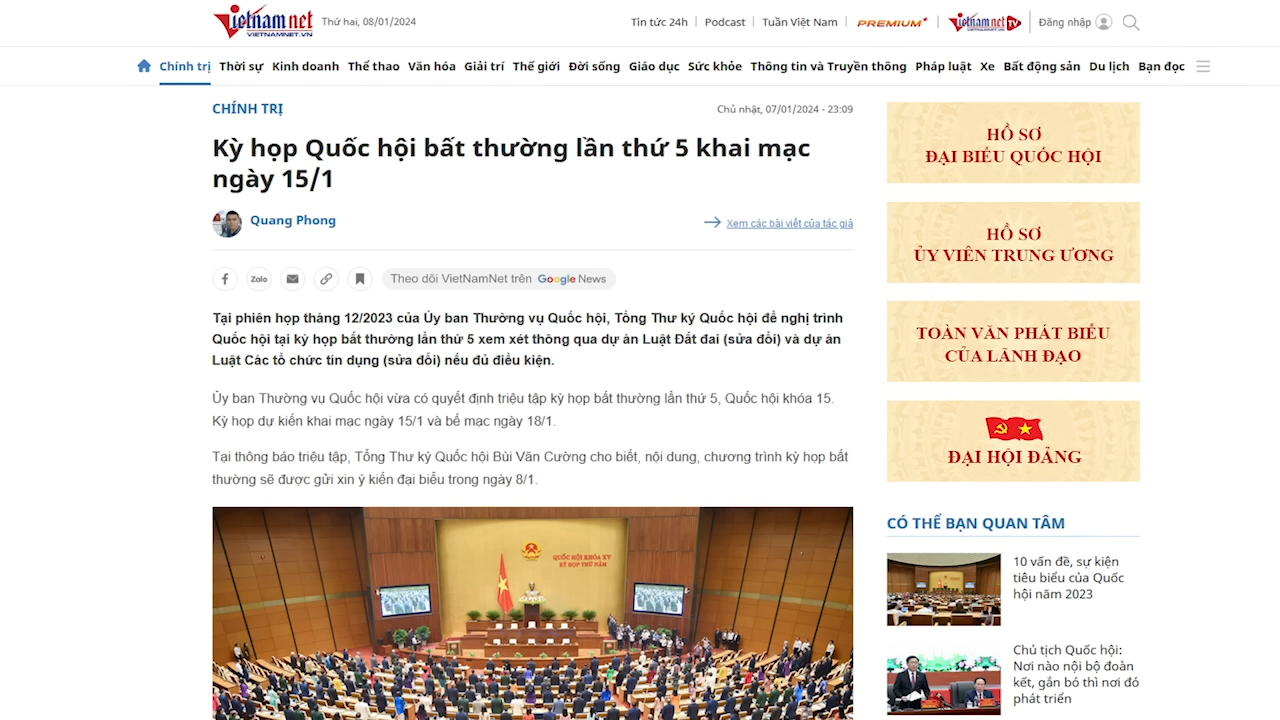 vietnamnet
VIETNAMNET.VN
Thứ hai, 08/01/2024
Tin tức 24h
Podcast
Tuần Việt Nam
PREMIUM
vietnamnet TV
Đăng nhập
Chính trị Thời sự Kinh doanh Thể thao Văn hóa Giải trí Thế giới Đời sống Giáo dục Sức khỏe Thông tin và Truyền thông Pháp luật Xe Bất động sản Du lịch Bạn đọc
CHÍNH TRỊ
Chủ nhật, 07/01/2024 - 23:09
Kỳ họp Quốc hội bất thường lần thứ 5 khai mạc
ngày 15/1
Quang Phong
Xem các bài viết của tác giả
Zalo
Theo dõi VietNamNet trên Google News
Tại phiên họp tháng 12/2023 của Ủy ban Thường vụ Quốc hội, Tổng Thư ký Quốc hội đề nghị trình
Quốc hội tại kỳ họp bất thường lần thứ 5 xem xét thông qua dự án Luật Đất đai (sửa đổi) và dự án
Luật Các tổ chức tín dụng (sửa đổi) nếu đủ điều kiện.
Ủy ban Thường vụ Quốc hội vừa có quyết định triệu tập kỳ họp bất thường lần thứ 5, Quốc hội khóa 15.
Kỳ họp dự kiến khai mạc ngày 15/1 và bế mạc ngày 18/1.
Tại thông báo triệu tập, Tổng Thư ký Quốc hội Bùi Văn Cường cho biết, nội dung, chương trình kỳ họp bất
thường sẽ được gửi xin ý kiến đại biểu trong ngày 8/1.
QUỐC HỘI KHÓA XV
KỲ HỌP THỨ NĂM
HỒ SƠ
ĐẠI BIỂU QUỐC HỘI
HỒ SƠ
ỦY VIÊN TRUNG ƯƠNG
TOÀN VĂN PHÁT BIỂU
CỦA LÃNH ĐẠO
ĐẠI HỘI ĐẢNG
CÓ THỂ BẠN QUAN TÂM
10 vấn đề, sự kiện
tiêu biểu của Quốc
hội năm 2023
Chủ tịch Quốc hội:
Nơi nào nội bộ đoàn
kết, gắn bó thì nơi đó
phát triển